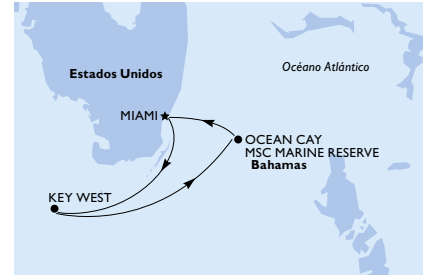 Estados Unidos
Océano Atlántico
MIAMI
OCEAN CAY
MSC MARINE RESERVE
Bahamas
KEY WEST